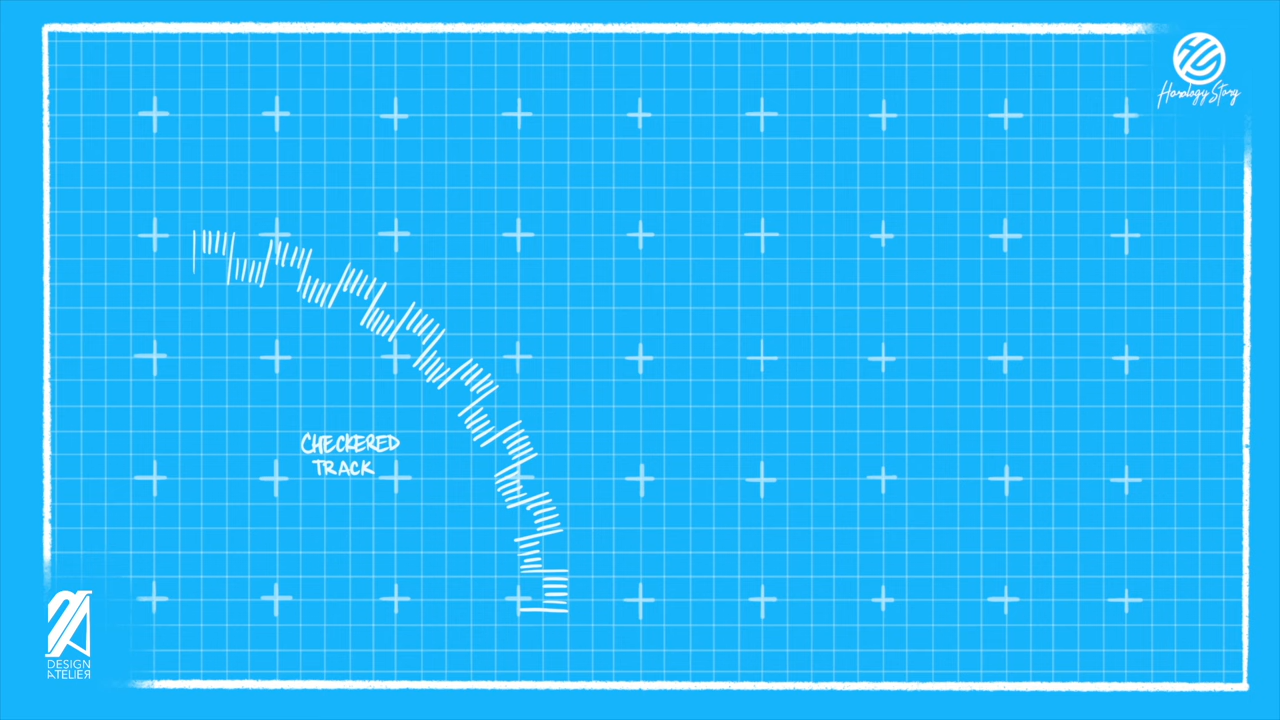 Horology Story
CHECKERED
TRACK
DESIGN
ATELIER